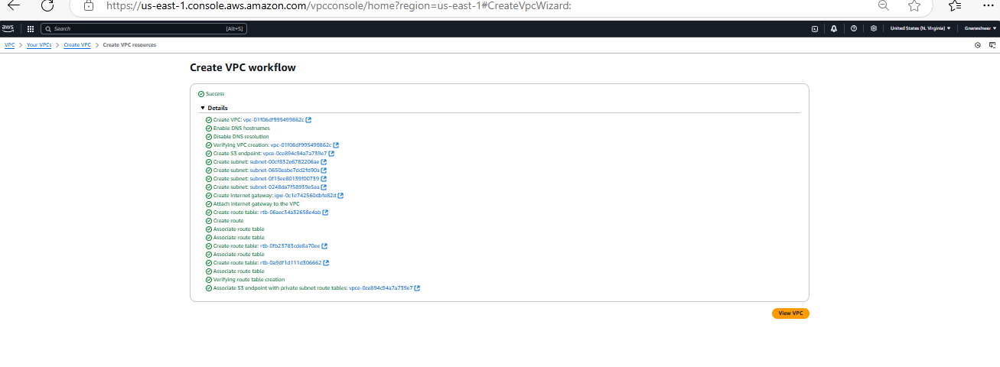 https://us-east-1.console.aws.amazon.com/vpcconsole/home?region=us-east-1#CreateVpcWizard:
aws Search [Alt+S] United States (N. Virginia) Gnaneshwar
VPC > Your VPCs > Create VPC > Create VPC resources
Create VPC workflow
Success
Details
Create VPC: vpc-01f06df995499862c
Enable DNS hostnames
Disable DNS resolution
Verifying VPC creation: vpc-01f06df995499862c
Create S3 endpoint: vpce-0ce894c94a7a739e7
Create subnet: subnet-00cf832e6782206ae
Create subnet: subnet-0650eabe7dd2fd90a
Create subnet: subnet-0f15ee80139f00739
Create subnet: subnet-0248da7f58939e5aa
Create internet gateway: igw-0c1e742560dbfe82d
Attach internet gateway to the VPC
Create route table: rtb-06aec34a32658e4ab
Create route
Associate route table
Associate route table
Create route table: rtb-0fb23783cde8a70ee
Associate route table
Create route table: rtb-0a9df1d111d306662
Associate route table
Verifying route table creation
Associate S3 endpoint with private subnet route tables: vpce-0ce894c94a7a739e7
View VPC